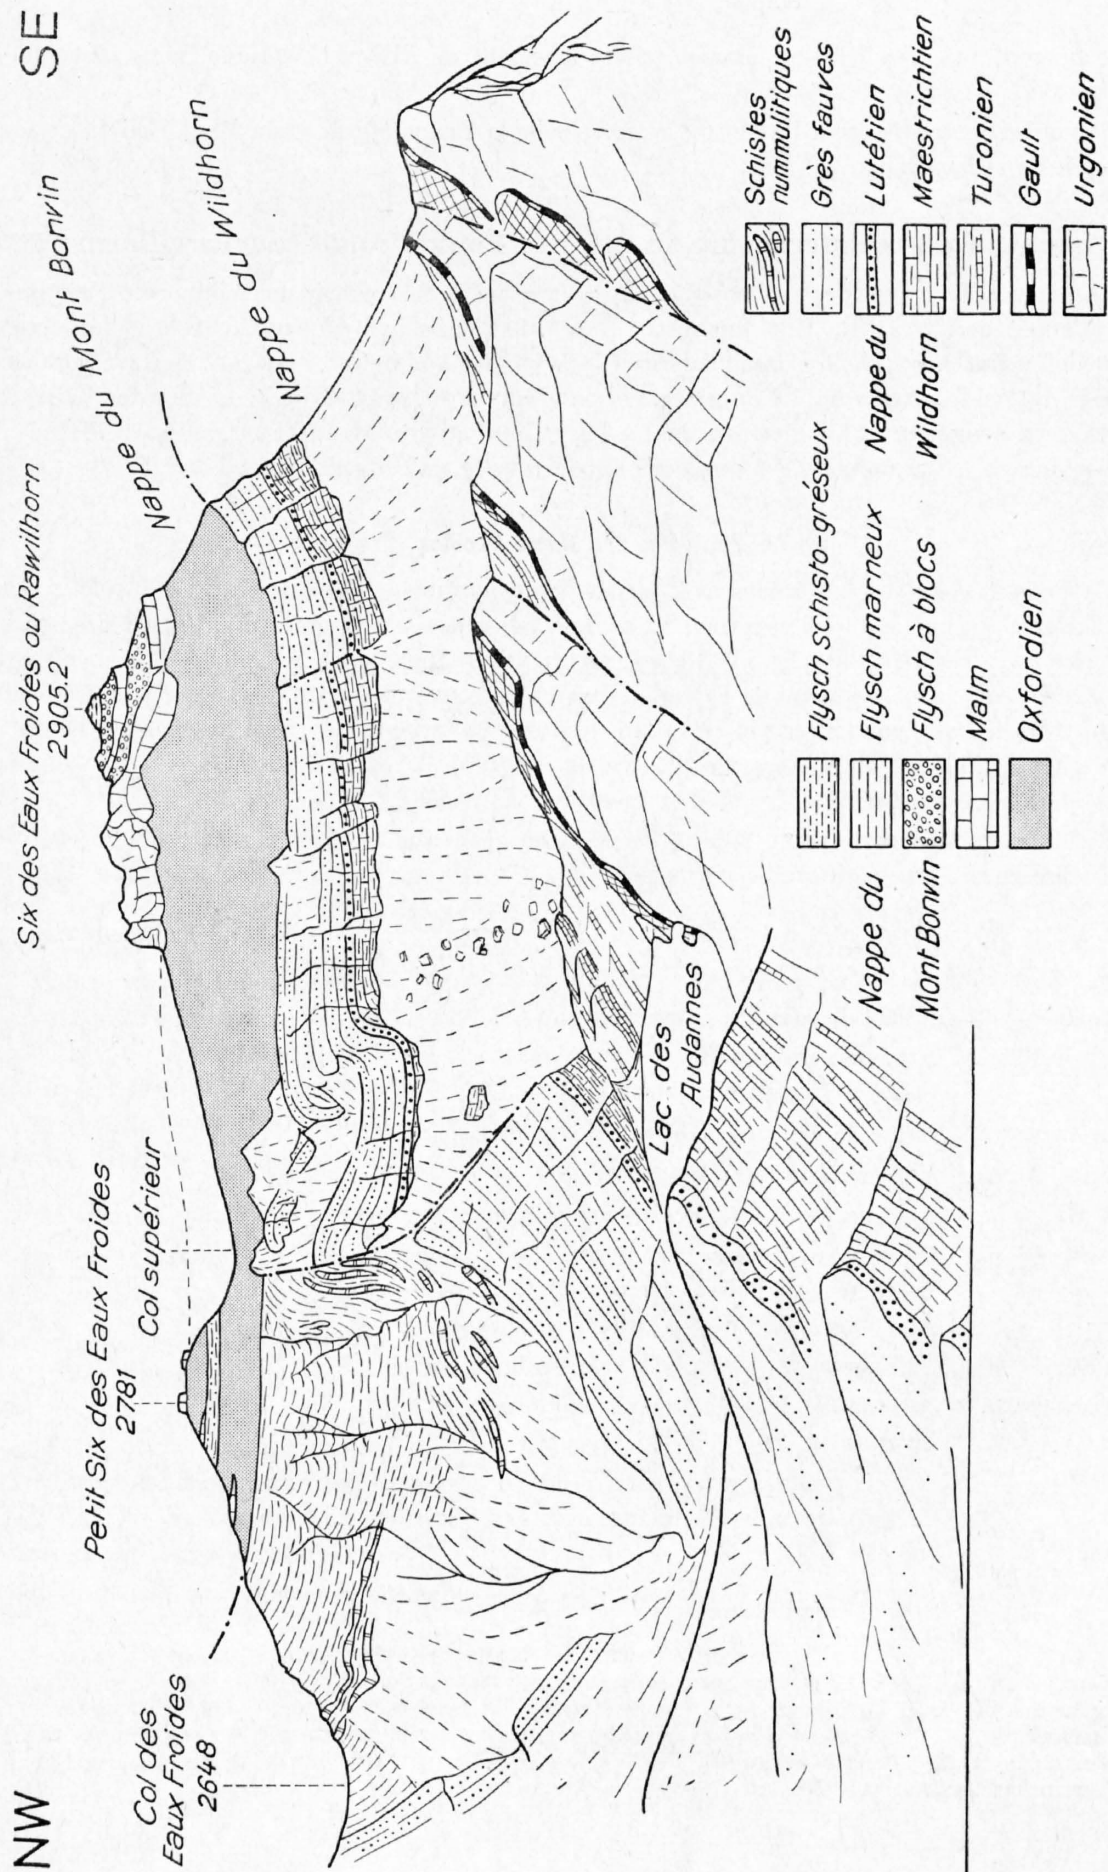 NW
SE
Col des
Eaux Froides
2648
Petit Six des Eaux Froides
2781
Col supérieur
Six des Eaux Froides ou Rawilhorn
2905.2
Nappe du Mont Bonvin
Nappe du Wildhorn
Lac des
Audannes
Nappe du
Mont Bonvin
Flysch schisto-gréseux
Flysch marneux
Flysch à blocs
Malm
Oxfordien
Nappe du
Wildhorn
Schistes
nummulitiques
Grès fauves
Lutétien
Maestrichtien
Turonien
Gault
Urgonien